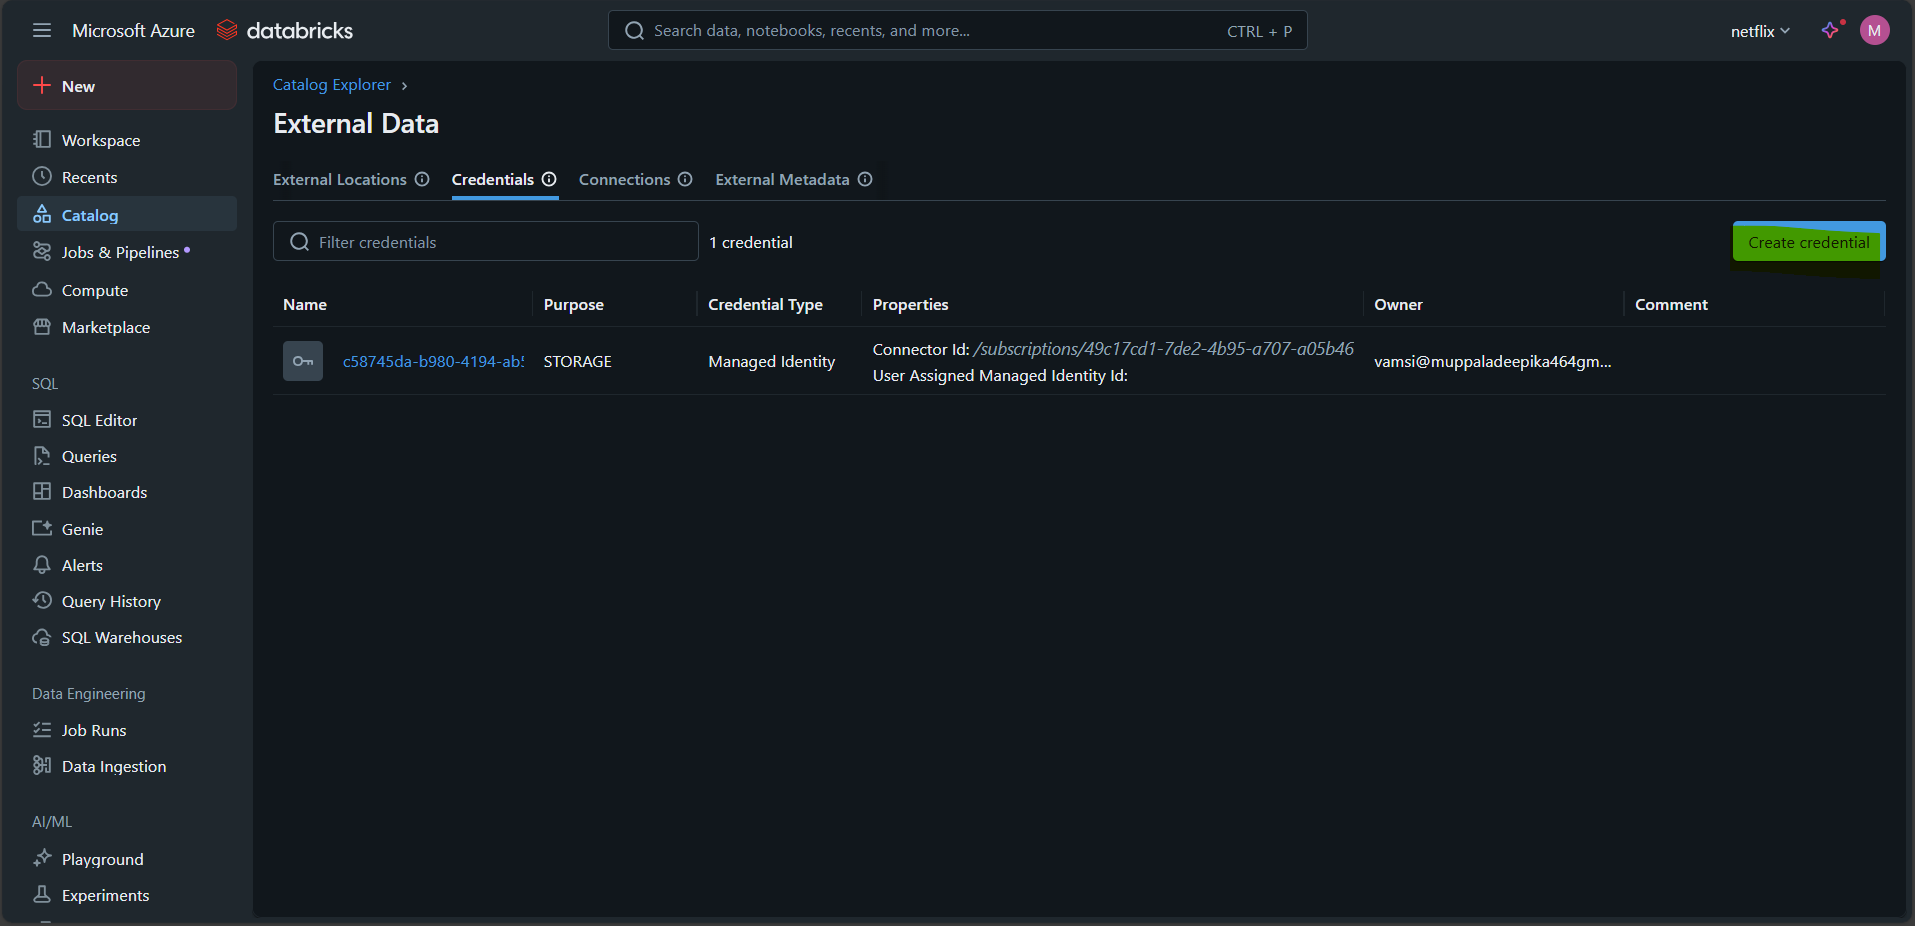 Microsoft Azure databricks
Search data, notebooks, recents, and more... CTRL + P
netflix
M
New
Workspace
Recents
Catalog
Jobs & Pipelines
Compute
Marketplace
SQL
SQL Editor
Queries
Dashboards
Genie
Alerts
Query History
SQL Warehouses
Data Engineering
Job Runs
Data Ingestion
AI/ML
Playground
Experiments
Catalog Explorer
External Data
External Locations Credentials Connections External Metadata
Filter credentials 1 credential Create credential
Name Purpose Credential Type Properties Owner Comment
c58745da-b980-4194-ab5 STORAGE Managed Identity Connector Id: /subscriptions/49c17cd1-7de2-4b95-a707-a05b46 vamsi@muppaladeepika464gm...
User Assigned Managed Identity Id: